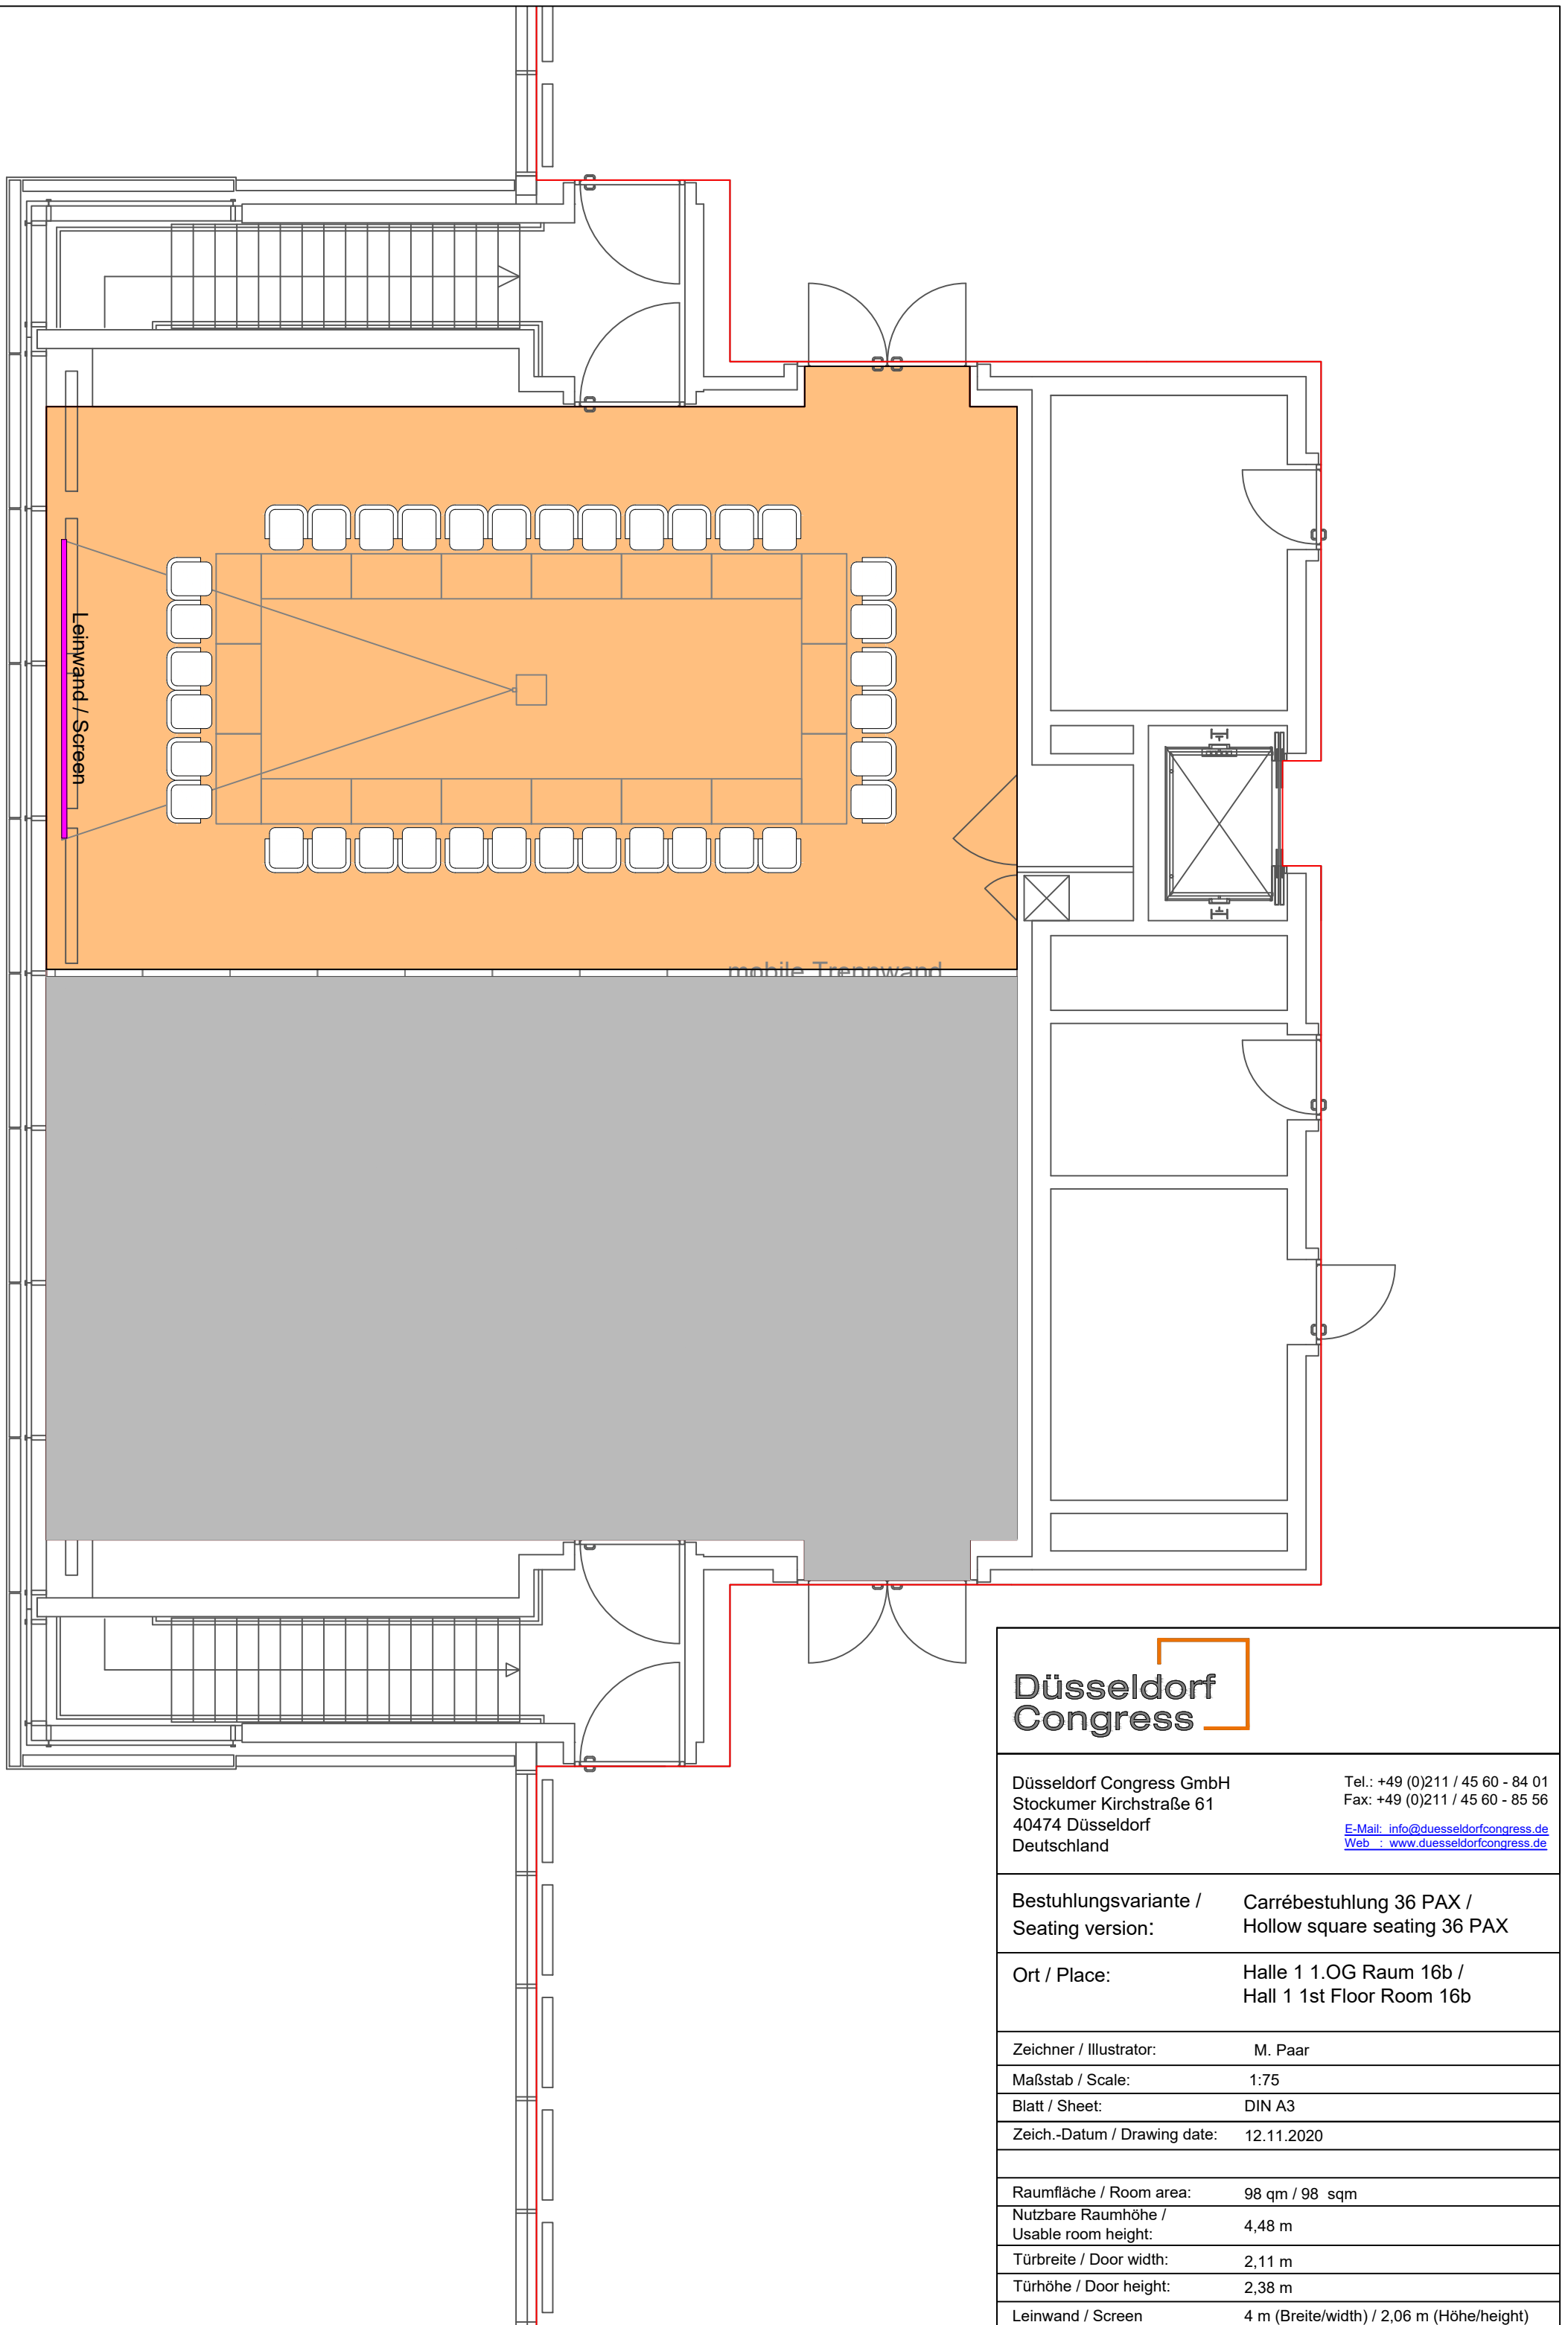 Leinwand / Screen
mobile Trennwand
Düsseldorf
Congress
Düsseldorf Congress GmbH
Stockumer Kirchstraße 61
40474 Düsseldorf
Deutschland
Tel.: +49 (0)211 / 45 60 - 84 01
Fax: +49 (0)211 / 45 60 - 85 56
E-Mail: info@duesseldorfcongress.de
Web : www.duesseldorfcongress.de
Bestuhlungsvariante / Carrébestuhlung 36 PAX /
Seating version: Hollow square seating 36 PAX
Ort / Place: Halle 1 1.OG Raum 16b /
Hall 1 1st Floor Room 16b
Zeichner / Illustrator: M. Paar
Maßstab / Scale: 1:75
Blatt / Sheet: DIN A3
Zeich.-Datum / Drawing date: 12.11.2020
Raumfläche / Room area: 98 qm / 98 sqm
Nutzbare Raumhöhe /
Usable room height: 4,48 m
Türbreite / Door width: 2,11 m
Türhöhe / Door height: 2,38 m
Leinwand / Screen 4 m (Breite/width) / 2,06 m (Höhe/height)